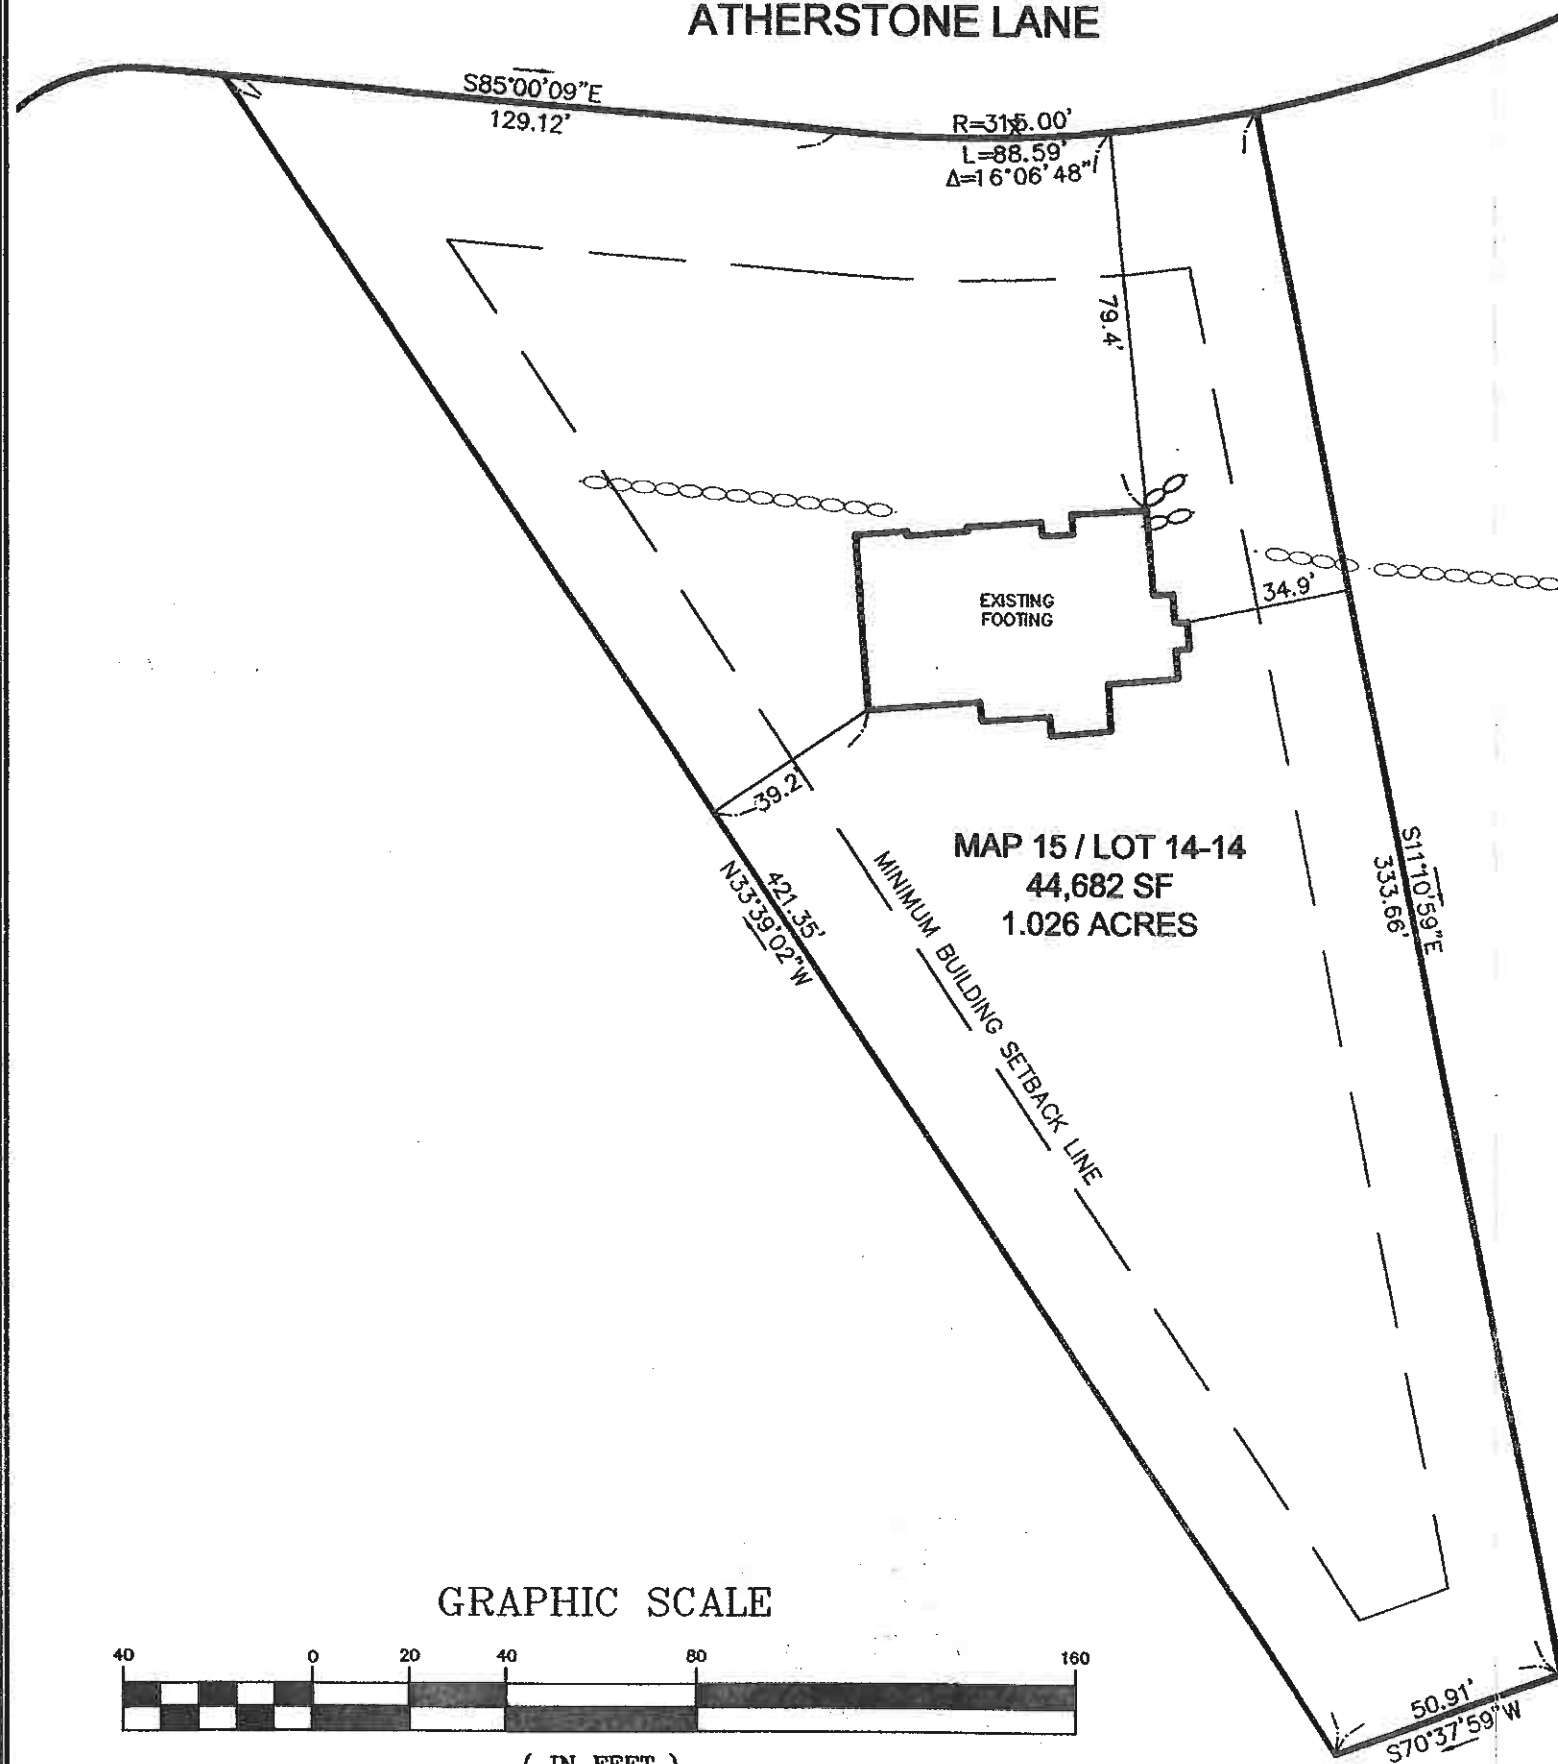 ATHERSTONE LANE
S85°00'09"E
129.12'
R=315.00'
L=88.59'
Δ=16°06'48"
79.4'
EXISTING
FOOTING
34.9'
39.2'
MAP 15 / LOT 14-14
44,682 SF
1.026 ACRES
S11°10'59"E
333.66'
421.35'
N33°39'02"W
MINIMUM BUILDING SETBACK LINE
GRAPHIC SCALE
40 0 20 40 80 160
( IN FEET )
50.91'
S70°37'59"W